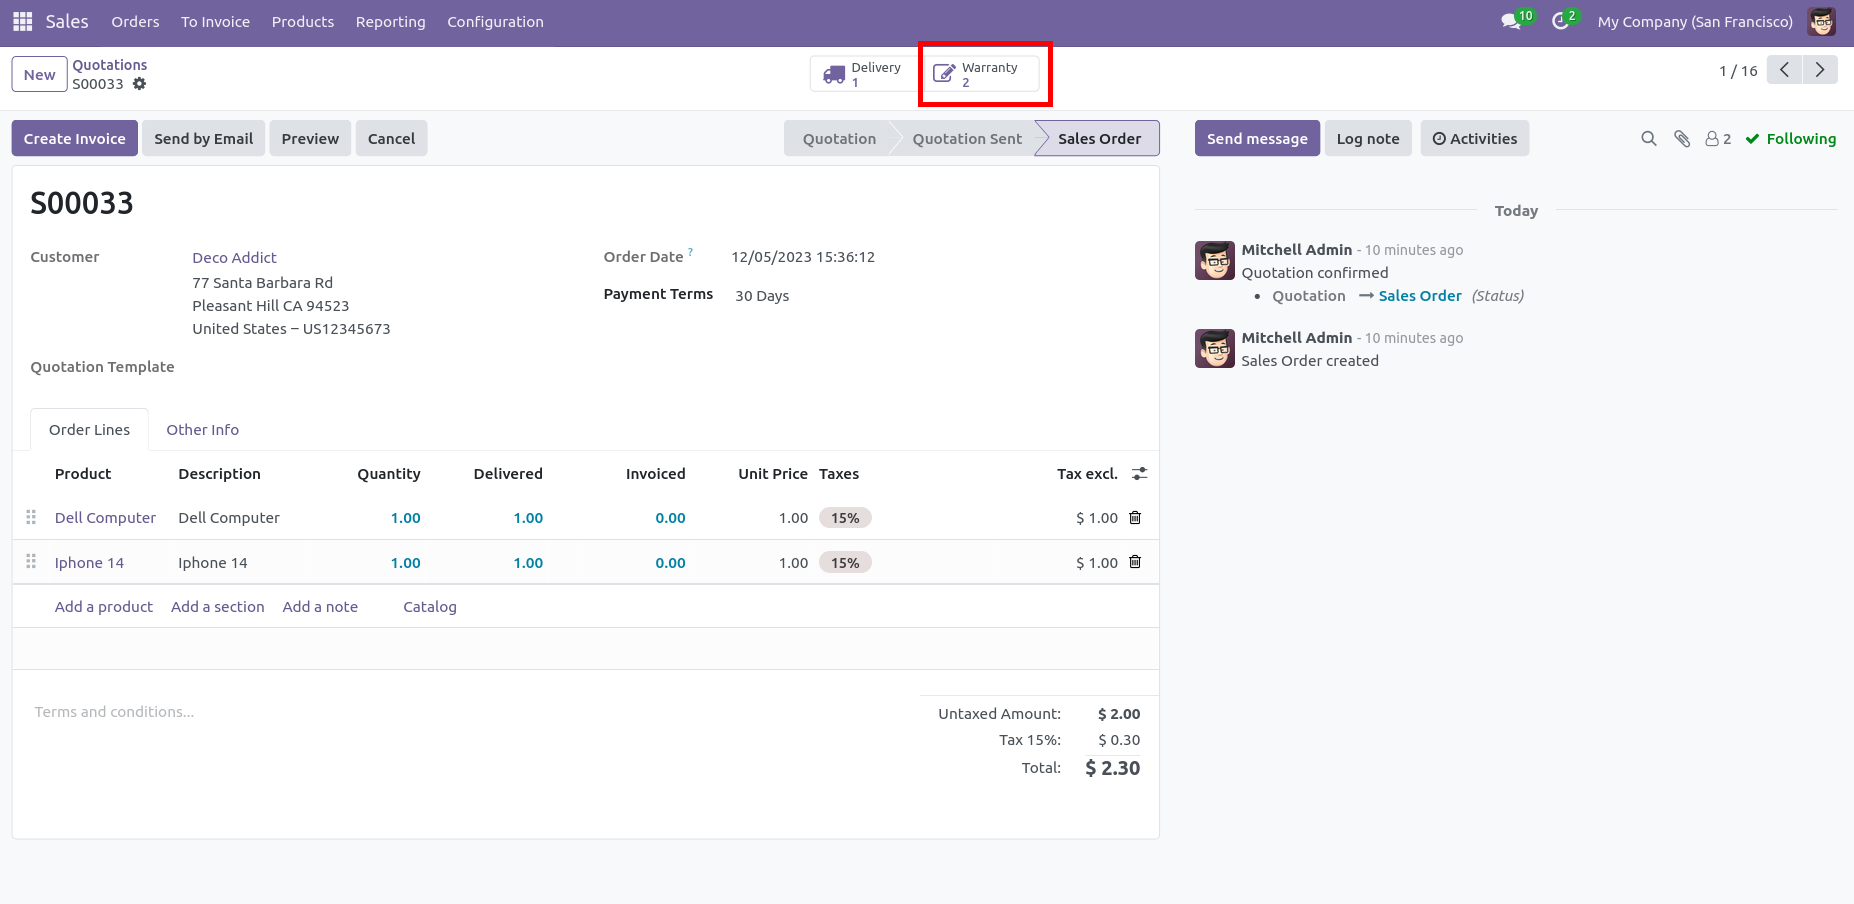 Sales Orders To Invoice Products Reporting Configuration 10 2 My Company (San Francisco)
New Quotations
S00033
Delivery
1
Warranty
2
1 / 16
Create Invoice Send by Email Preview Cancel Quotation Quotation Sent Sales Order
Send message Log note Activities 2 Following
S00033
Customer
Deco Addict
77 Santa Barbara Rd
Pleasant Hill CA 94523
United States – US12345673
Order Date ? 12/05/2023 15:36:12
Payment Terms 30 Days
Quotation Template
Order Lines Other Info
Product Description Quantity Delivered Invoiced Unit Price Taxes Tax excl.
Dell Computer Dell Computer 1.00 1.00 0.00 1.00 15% $ 1.00
Iphone 14 Iphone 14 1.00 1.00 0.00 1.00 15% $ 1.00
Add a product Add a section Add a note Catalog
Terms and conditions...
Untaxed Amount: $ 2.00
Tax 15%: $ 0.30
Total: $ 2.30
Today
Mitchell Admin - 10 minutes ago
Quotation confirmed
• Quotation → Sales Order (Status)
Mitchell Admin - 10 minutes ago
Sales Order created